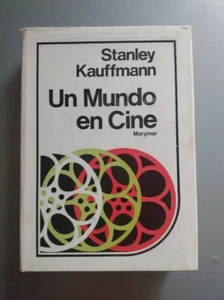 Stanley
Kauffmann
Un Mundo
en Cine
Marymar